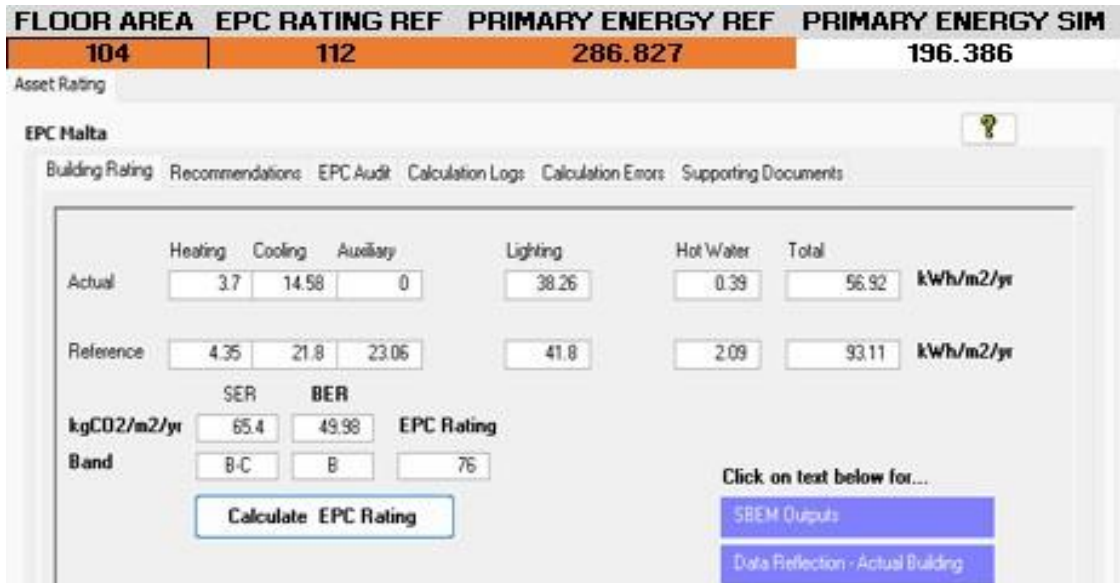 FLOOR AREA EPC RATING REF PRIMARY ENERGY REF PRIMARY ENERGY SIM
104 112 286.827 196.386
Asset Rating
EPC Malta ?
Building Rating Recommendations EPC Audit Calculation Logs Calculation Errors Supporting Documents
Heating Cooling Auxiliary Lighting Hot Water Total
Actual 3.7 14.58 0 38.26 0.39 56.92 kWh/m2/yr
Reference 4.35 21.8 23.06 41.8 2.09 93.11 kWh/m2/yr
SER BER
kgCO2/m2/yr 65.4 49.98 EPC Rating
Band B-C B 76
Click on text below for...
Calculate EPC Rating SBEM Outputs
Data Reflection - Actual Building